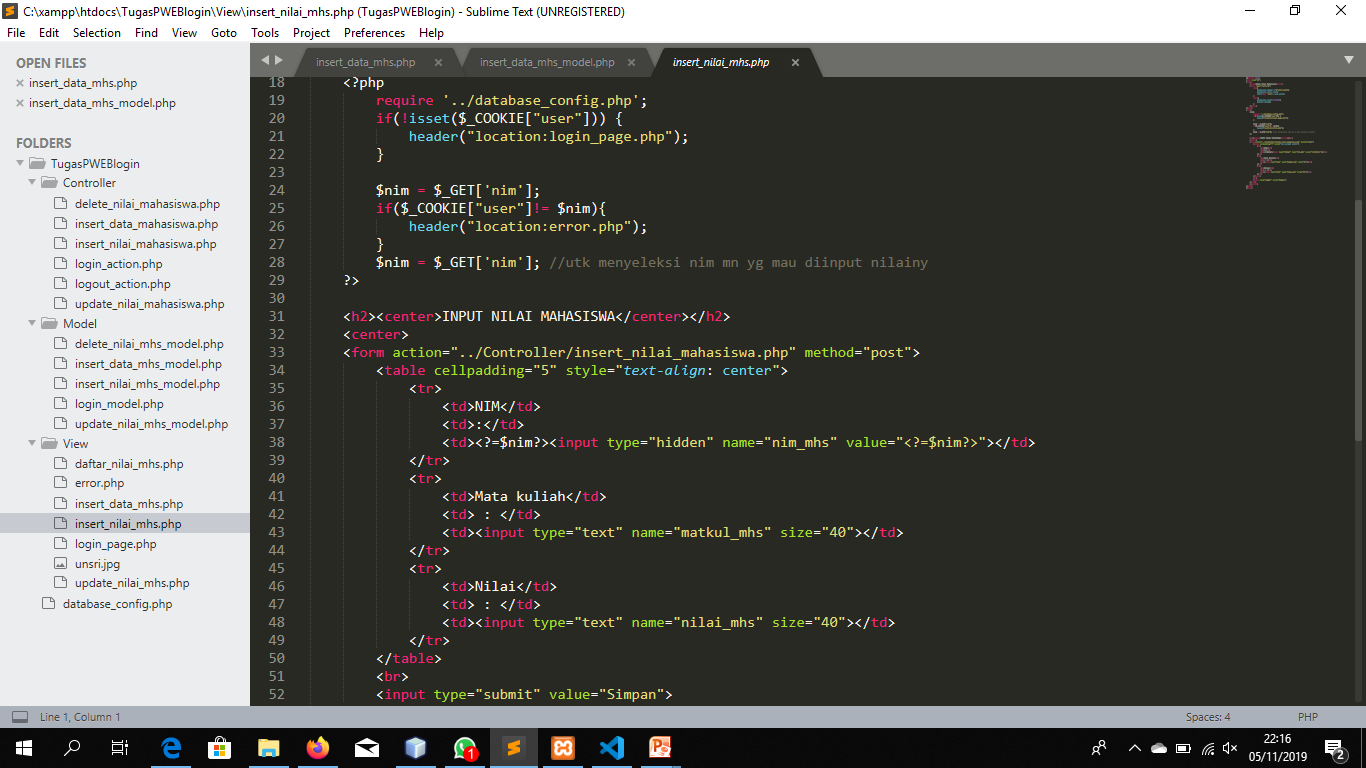 C:\xampp\htdocs\TugasPWEBlogin\View\insert_nilai_mhs.php (TugasPWEBlogin) - Sublime Text (UNREGISTERED)
File Edit Selection Find View Goto Tools Project Preferences Help
OPEN FILES
insert_data_mhs.php
insert_data_mhs_model.php
FOLDERS
TugasPWEBlogin
Controller
delete_nilai_mahasiswa.php
insert_data_mahasiswa.php
insert_nilai_mahasiswa.php
login_action.php
logout_action.php
update_nilai_mahasiswa.php
Model
delete_nilai_mhs_model.php
insert_data_mhs_model.php
insert_nilai_mhs_model.php
login_model.php
update_nilai_mhs_model.php
View
daftar_nilai_mhs.php
error.php
insert_data_mhs.php
insert_nilai_mhs.php
login_page.php
unsri.jpg
update_nilai_mhs.php
database_config.php
insert_data_mhs.php insert_data_mhs_model.php insert_nilai_mhs.php
18 <?php
19 require '../database_config.php';
20 if(!isset($_COOKIE["user"])) {
21 header("location:login_page.php");
22 }
23
24 $nim = $_GET['nim'];
25 if($_COOKIE["user"]!= $nim){
26 header("location:error.php");
27 }
28 $nim = $_GET['nim']; //utk menyeleksi nim mn yg mau diinput nilainy
29 ?>
30
31 <h2><center>INPUT NILAI MAHASISWA</center></h2>
32 <center>
33 <form action="../Controller/insert_nilai_mahasiswa.php" method="post">
34 <table cellpadding="5" style="text-align: center">
35 <tr>
36 <td>NIM</td>
37 <td>:</td>
38 <td><?=$nim?><input type="hidden" name="nim_mhs" value="<?=$nim?>"></td>
39 </tr>
40 <tr>
41 <td>Mata kuliah</td>
42 <td> : </td>
43 <td><input type="text" name="matkul_mhs" size="40"></td>
44 </tr>
45 <tr>
46 <td>Nilai</td>
47 <td> : </td>
48 <td><input type="text" name="nilai_mhs" size="40"></td>
49 </tr>
50 </table>
51 <br>
52 <input type="submit" value="Simpan">
Line 1, Column 1 Spaces: 4 PHP
1
22:16
05/11/2019
2